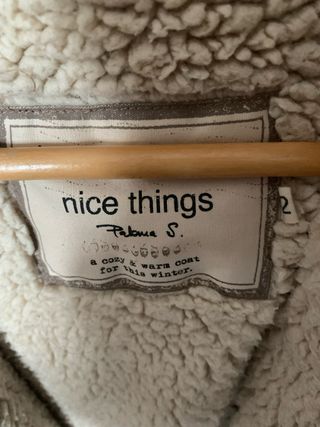 nice things
Paloma S.
a cozy & warm coat
for this winter.
2